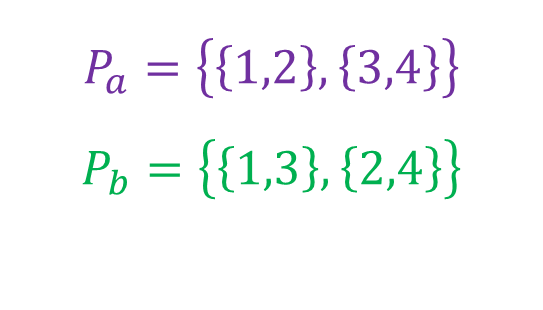 P_a = {{1,2}, {3,4}}
P_b = {{1,3}, {2,4}}